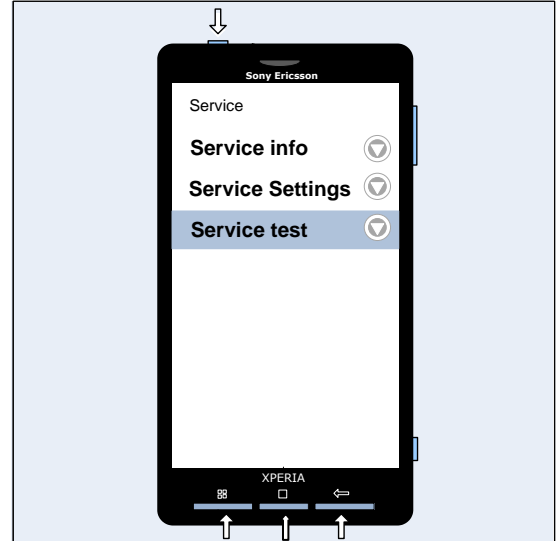 Sony Ericsson
Service
Service info
Service Settings
Service test
XPERIA